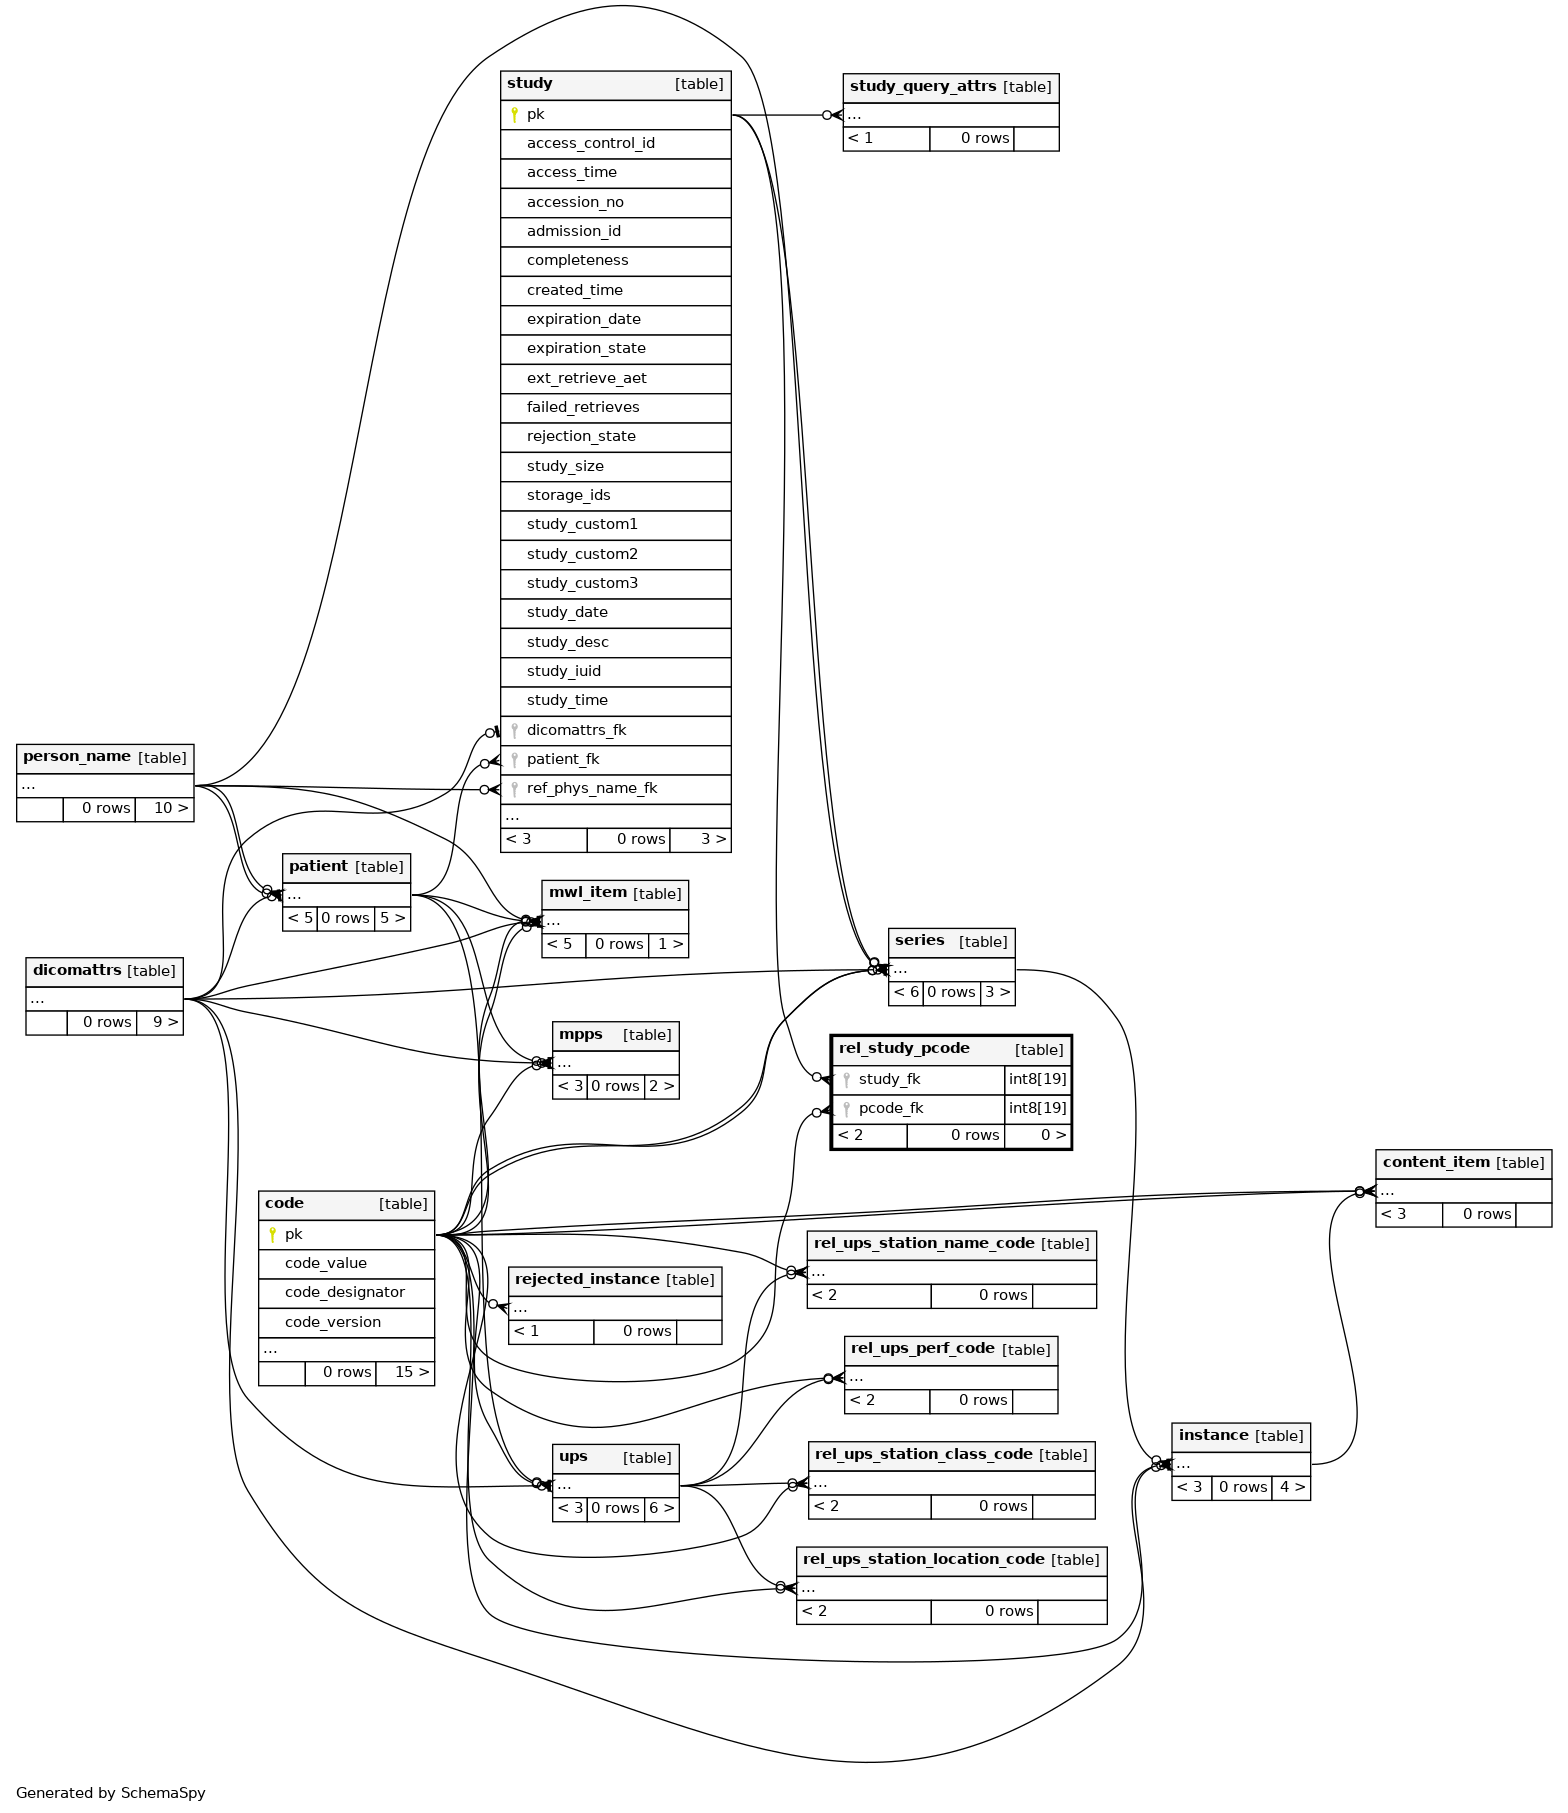 study [table]
pk
access_control_id
access_time
accession_no
admission_id
completeness
created_time
expiration_date
expiration_state
ext_retrieve_aet
failed_retrieves
rejection_state
study_size
storage_ids
study_custom1
study_custom2
study_custom3
study_date
study_desc
study_iuid
study_time
dicomattrs_fk
patient_fk
ref_phys_name_fk
...
< 3 0 rows 3 >
study_query_attrs [table]
...
< 1 0 rows
person_name [table]
...
0 rows 10 >
patient [table]
...
< 5 0 rows 5 >
mwl_item [table]
...
< 5 0 rows 1 >
series [table]
...
< 6 0 rows 3 >
dicomattrs [table]
...
0 rows 9 >
mpps [table]
...
< 3 0 rows 2 >
rel_study_pcode [table]
study_fk int8[19]
pcode_fk int8[19]
< 2 0 rows 0 >
content_item [table]
...
< 3 0 rows
code [table]
pk
code_value
code_designator
code_version
...
0 rows 15 >
rel_ups_station_name_code [table]
...
< 2 0 rows
rejected_instance [table]
...
< 1 0 rows
rel_ups_perf_code [table]
...
< 2 0 rows
instance [table]
...
< 3 0 rows 4 >
ups [table]
...
< 3 0 rows 6 >
rel_ups_station_class_code [table]
...
< 2 0 rows
rel_ups_station_location_code [table]
...
< 2 0 rows
Generated by SchemaSpy